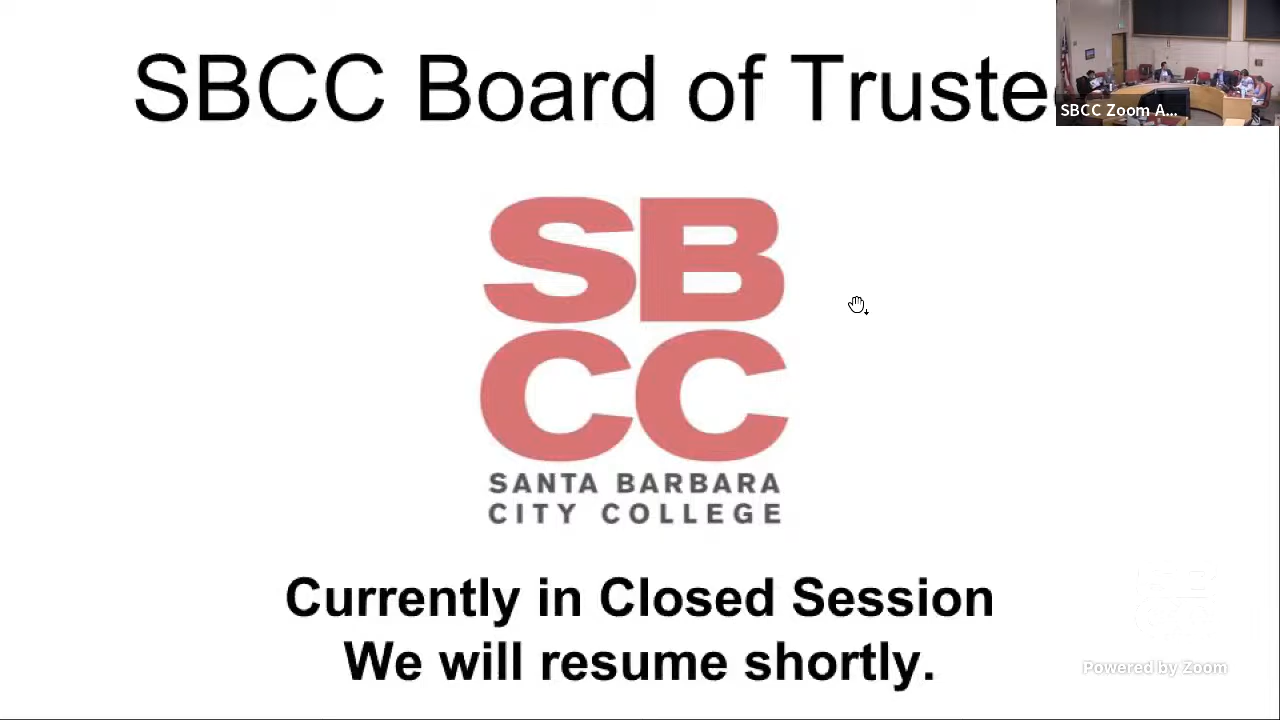 SBCC Board of Truste
SBCC Zoom A...
SB
CC
SANTA BARBARA
CITY COLLEGE
Currently in Closed Session
We will resume shortly.
Powered by Zoom